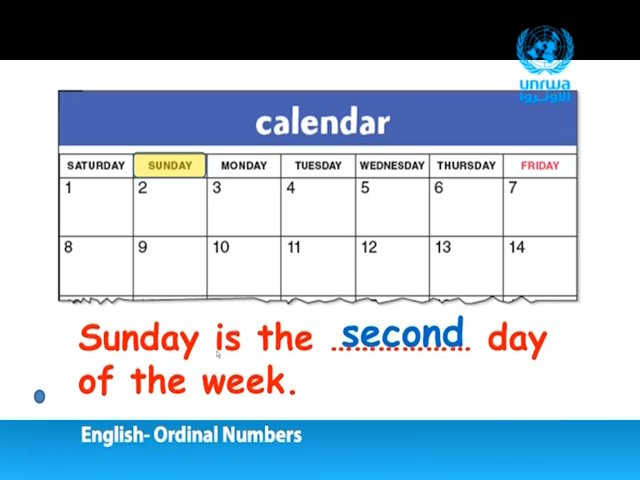 unrwa
الأونروا
calendar
SATURDAY SUNDAY MONDAY TUESDAY WEDNESDAY THURSDAY FRIDAY
1 2 3 4 5 6 7
8 9 10 11 12 13 14
Sunday is the second day
of the week.
English- Ordinal Numbers